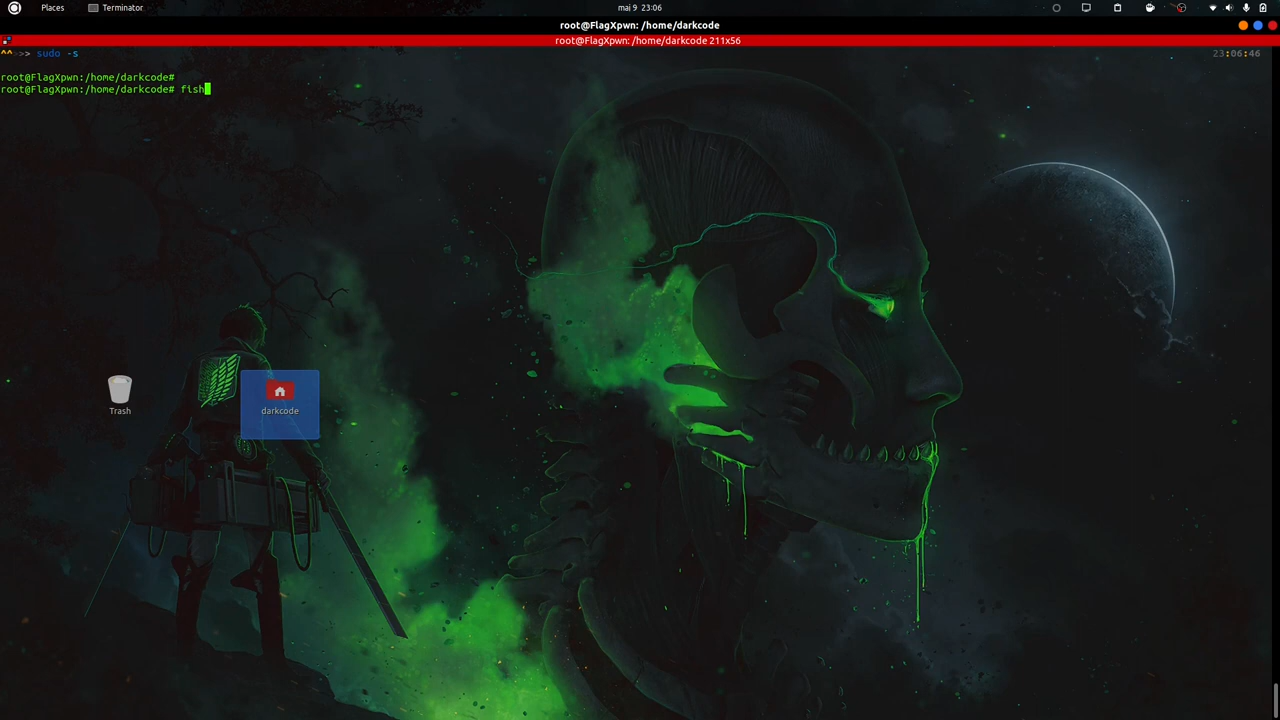 Places Terminator maj 9 23:06
root@FlagXpwn: /home/darkcode
root@FlagXpwn: /home/darkcode 211x56
^^ >>> sudo -s 23:06:46
root@FlagXpwn:/home/darkcode#
root@FlagXpwn:/home/darkcode# fish
Trash
darkcode